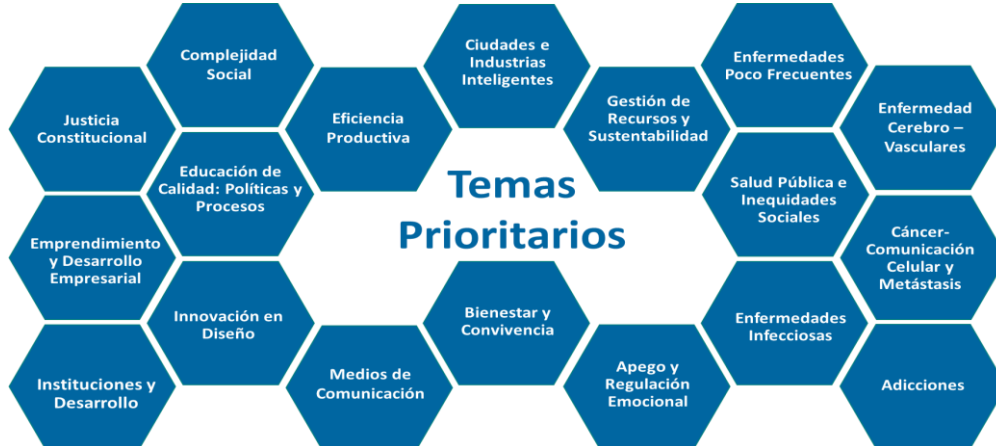 Complejidad
Social
Ciudades e
Industrias
Inteligentes
Enfermedades
Poco Frecuentes
Justicia
Constitucional
Eficiencia
Productiva
Gestión de
Recursos y
Sustentabilidad
Enfermedad
Cerebro –
Vasculares
Educación de
Calidad: Políticas y
Procesos
Temas
Prioritarios
Salud Pública e
Inequidades
Sociales
Emprendimiento
y Desarrollo
Empresarial
Cáncer-
Comunicación
Celular y
Metástasis
Innovación en
Diseño
Bienestar y
Convivencia
Enfermedades
Infecciosas
Instituciones y
Desarrollo
Medios de
Comunicación
Apego y
Regulación
Emocional
Adicciones